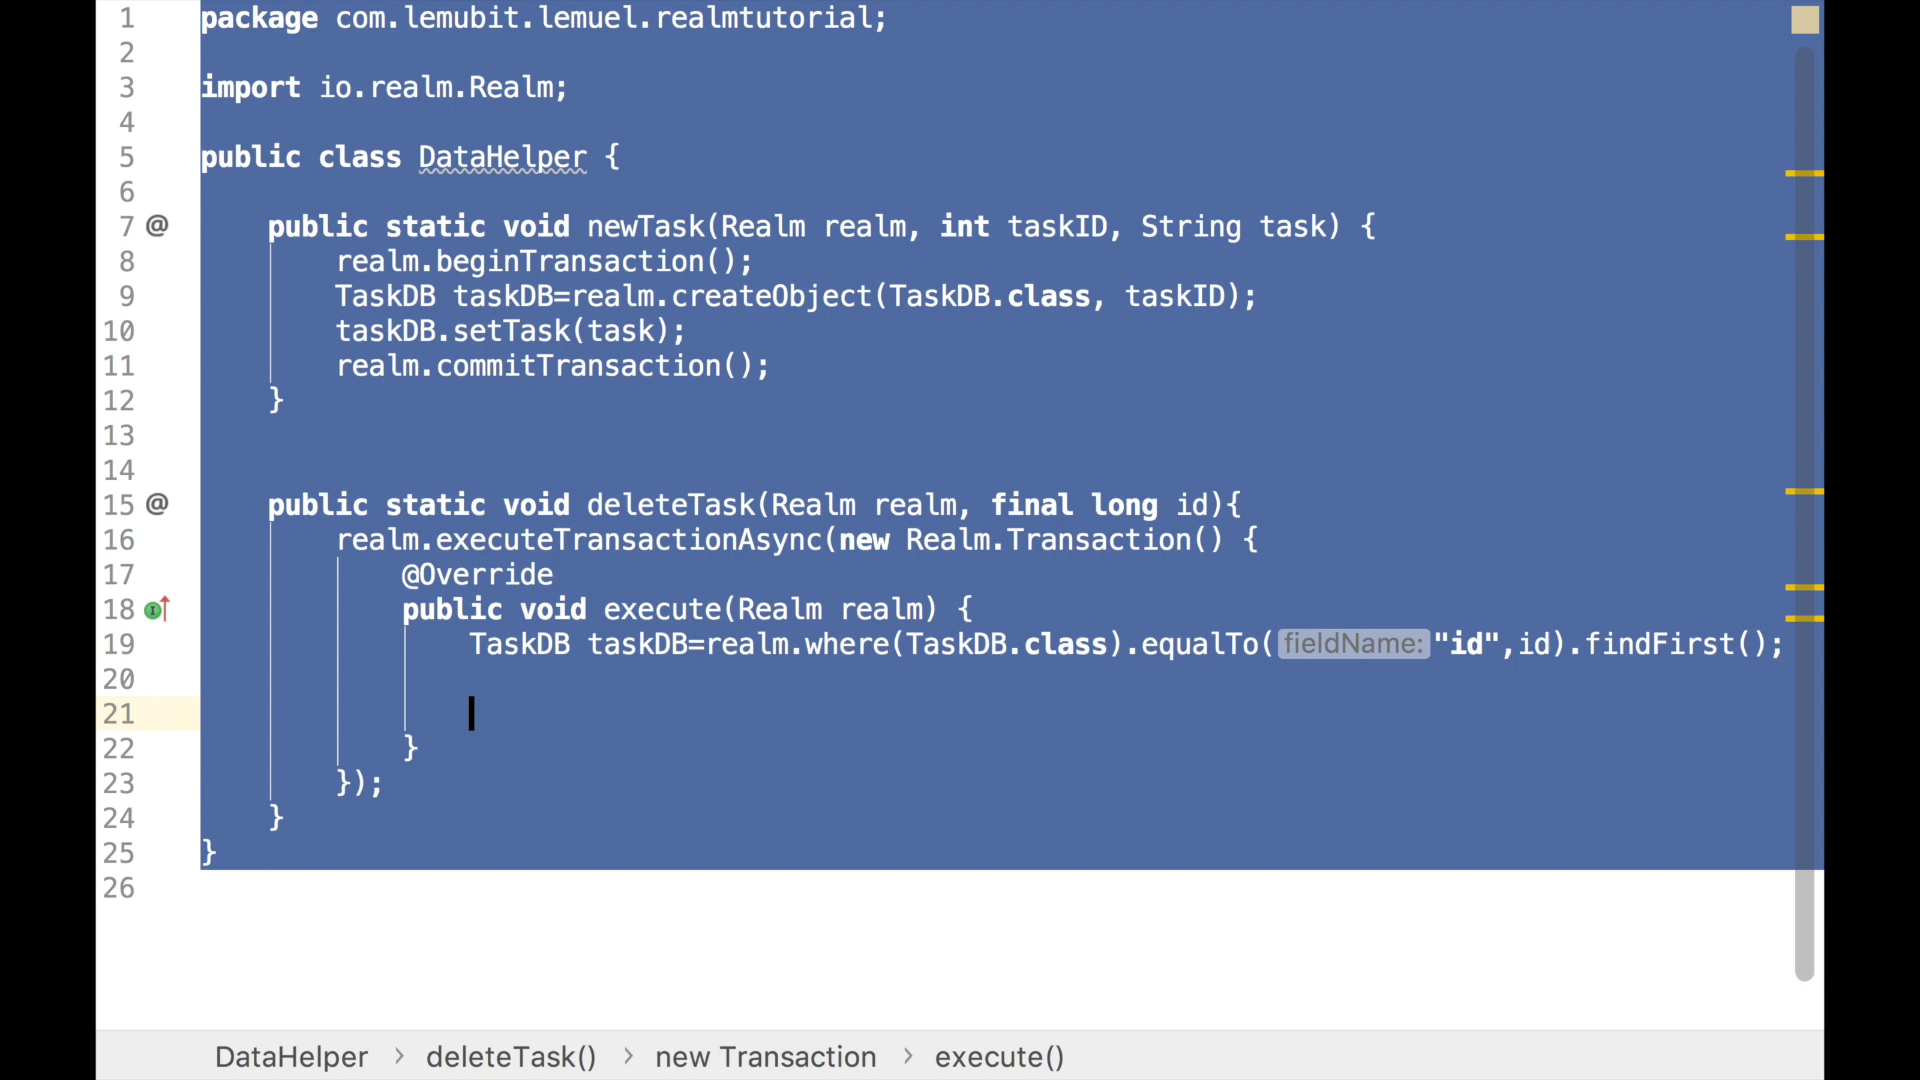 1 package com.lemubit.lemuel.realmtutorial;
2
3 import io.realm.Realm;
4
5 public class DataHelper {
6
7 @ public static void newTask(Realm realm, int taskID, String task) {
8 realm.beginTransaction();
9 TaskDB taskDB=realm.createObject(TaskDB.class, taskID);
10 taskDB.setTask(task);
11 realm.commitTransaction();
12 }
13
14
15 @ public static void deleteTask(Realm realm, final long id){
16 realm.executeTransactionAsync(new Realm.Transaction() {
17 @Override
18 public void execute(Realm realm) {
19 TaskDB taskDB=realm.where(TaskDB.class).equalTo(fieldName:"id",id).findFirst();
20
21
22 }
23 });
24 }
25 }
26
DataHelper > deleteTask() > new Transaction > execute()